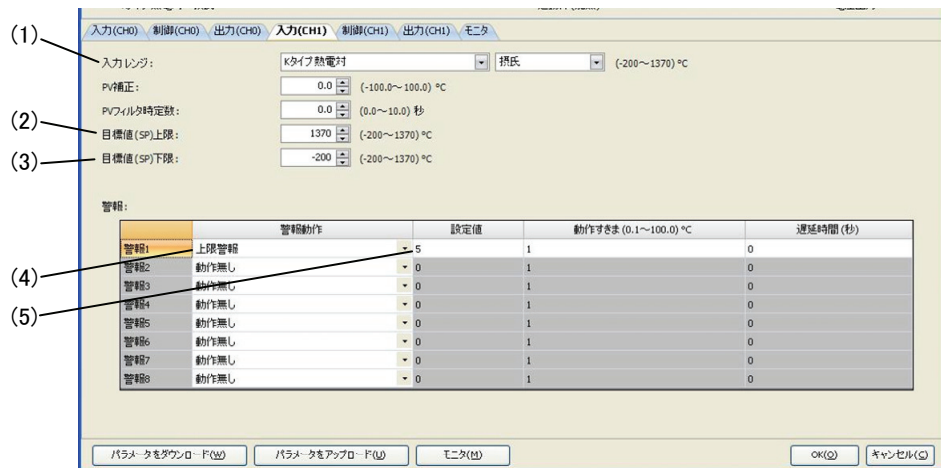 入力(CH0) 制御(CH0) 出力(CH0) 入力(CH1) 制御(CH1) 出力(CH1) モニタ
(1)
入力レンジ: Kタイプ熱電対 摂氏 (-200～1370) °C
PV補正: 0.0 (-100.0～100.0) °C
PVフィルタ時定数: 0.0 (0.0～10.0) 秒
(2)
目標値(SP)上限: 1370 (-200～1370) °C
(3)
目標値(SP)下限: -200 (-200～1370) °C
警報:
警報動作 設定値 動作すきま (0.1～100.0) °C 遅延時間 (秒)
警報1 上限警報 5 1 0
(4)
警報2 動作無し 0 1 0
警報3 動作無し 0 1 0
警報4 動作無し 0 1 0
(5)
警報5 動作無し 0 1 0
警報6 動作無し 0 1 0
警報7 動作無し 0 1 0
警報8 動作無し 0 1 0
パラメータをダウンロード(W) パラメータをアップロード(U) モニタ(M) OK(O) キャンセル(C)